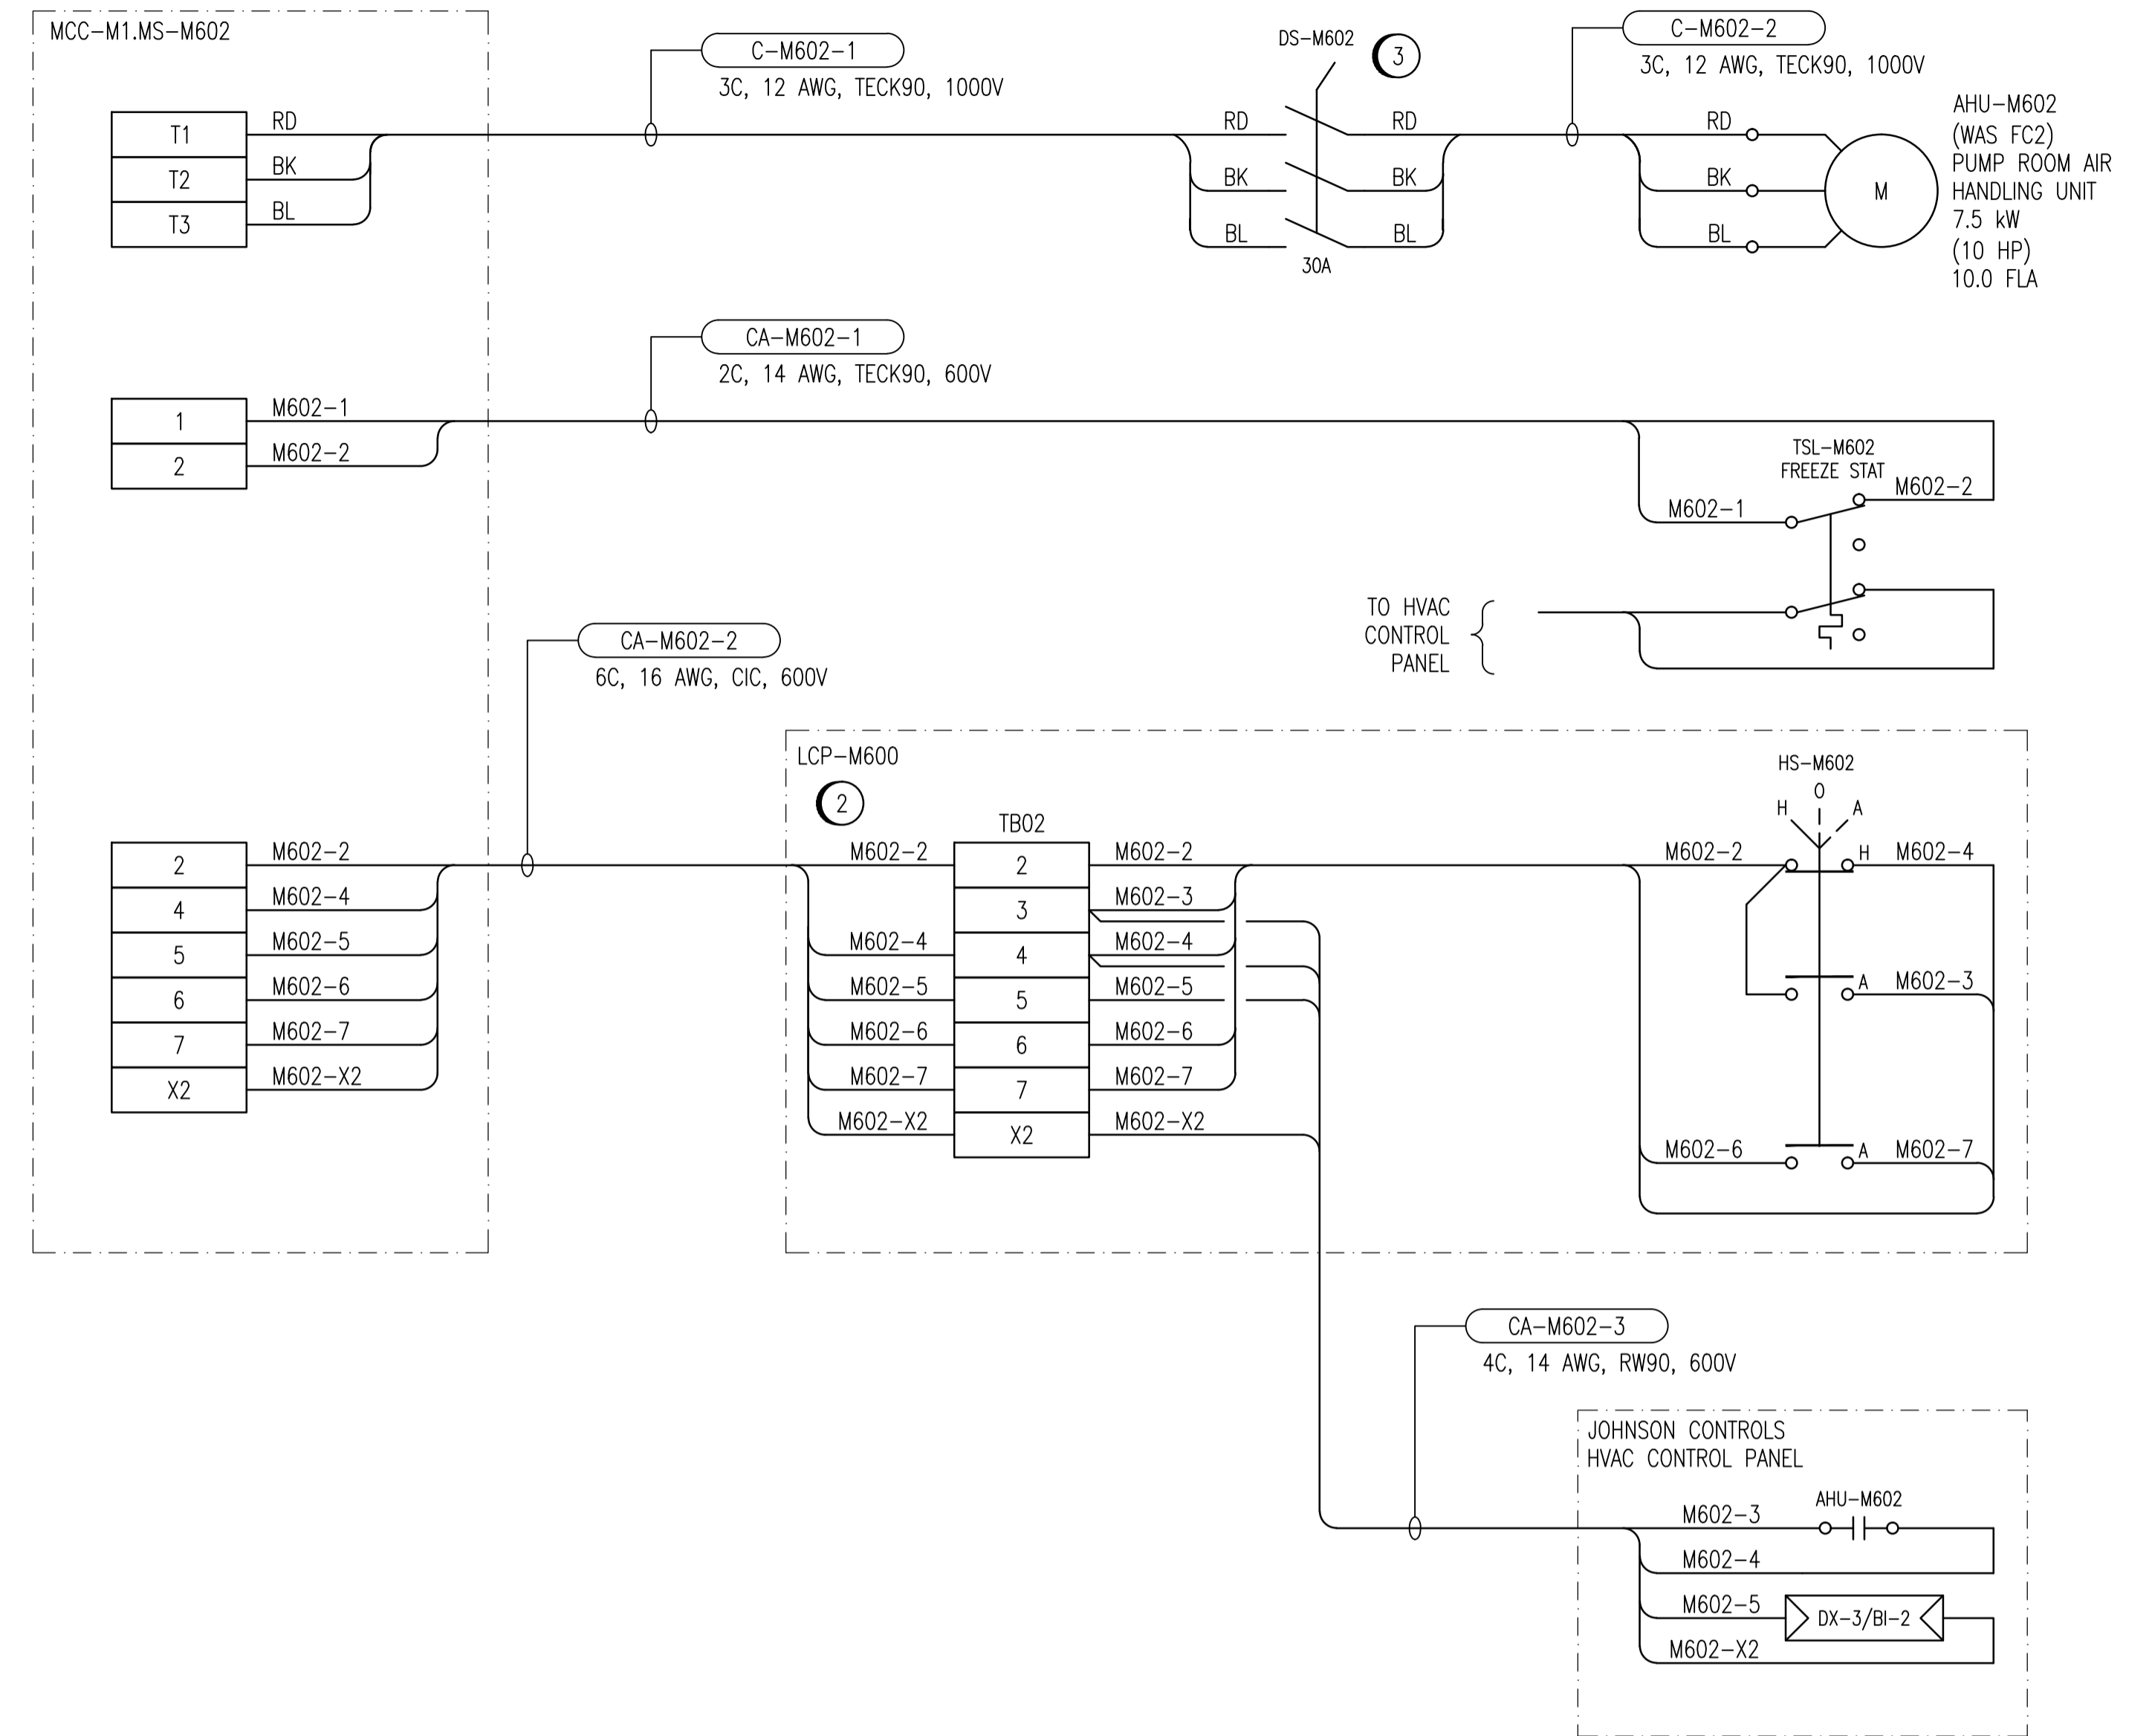 MCC-M1.MS-M602
C-M602-1
3C, 12 AWG, TECK90, 1000V
DS-M602
3
C-M602-2
3C, 12 AWG, TECK90, 1000V
T1
RD
T2
BK
T3
BL
RD
RD
BK
BK
BL
BL
30A
RD
BK
BL
M
AHU-M602
(WAS FC2)
PUMP ROOM AIR
HANDLING UNIT
7.5 kW
(10 HP)
10.0 FLA
CA-M602-1
2C, 14 AWG, TECK90, 600V
1
M602-1
2
M602-2
TSL-M602
FREEZE STAT
M602-2
M602-1
TO HVAC
CONTROL
PANEL
CA-M602-2
6C, 16 AWG, CIC, 600V
LCP-M600
2
TB02
HS-M602
O
H
A
2
M602-2
4
M602-4
5
M602-5
6
M602-6
7
M602-7
X2
M602-X2
M602-2
2
M602-2
3
M602-3
M602-4
4
M602-4
M602-5
5
M602-5
M602-6
6
M602-6
M602-7
7
M602-7
M602-X2
X2
M602-X2
M602-2
H
M602-4
A
M602-3
M602-6
A
M602-7
CA-M602-3
4C, 14 AWG, RW90, 600V
JOHNSON CONTROLS
HVAC CONTROL PANEL
M602-3
AHU-M602
M602-4
M602-5
DX-3/BI-2
M602-X2